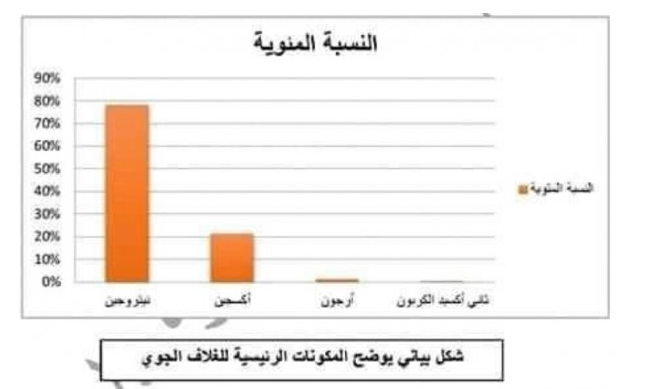 النسبة المئوية
90%
80%
70%
60%
50%
40%
30%
20%
10%
0%
نيتروجين
أكسجين
أرجون
ثاني أكسيد الكربون
النسبة المئوية
شكل بياني يوضح المكونات الرئيسية للغلاف الجوي